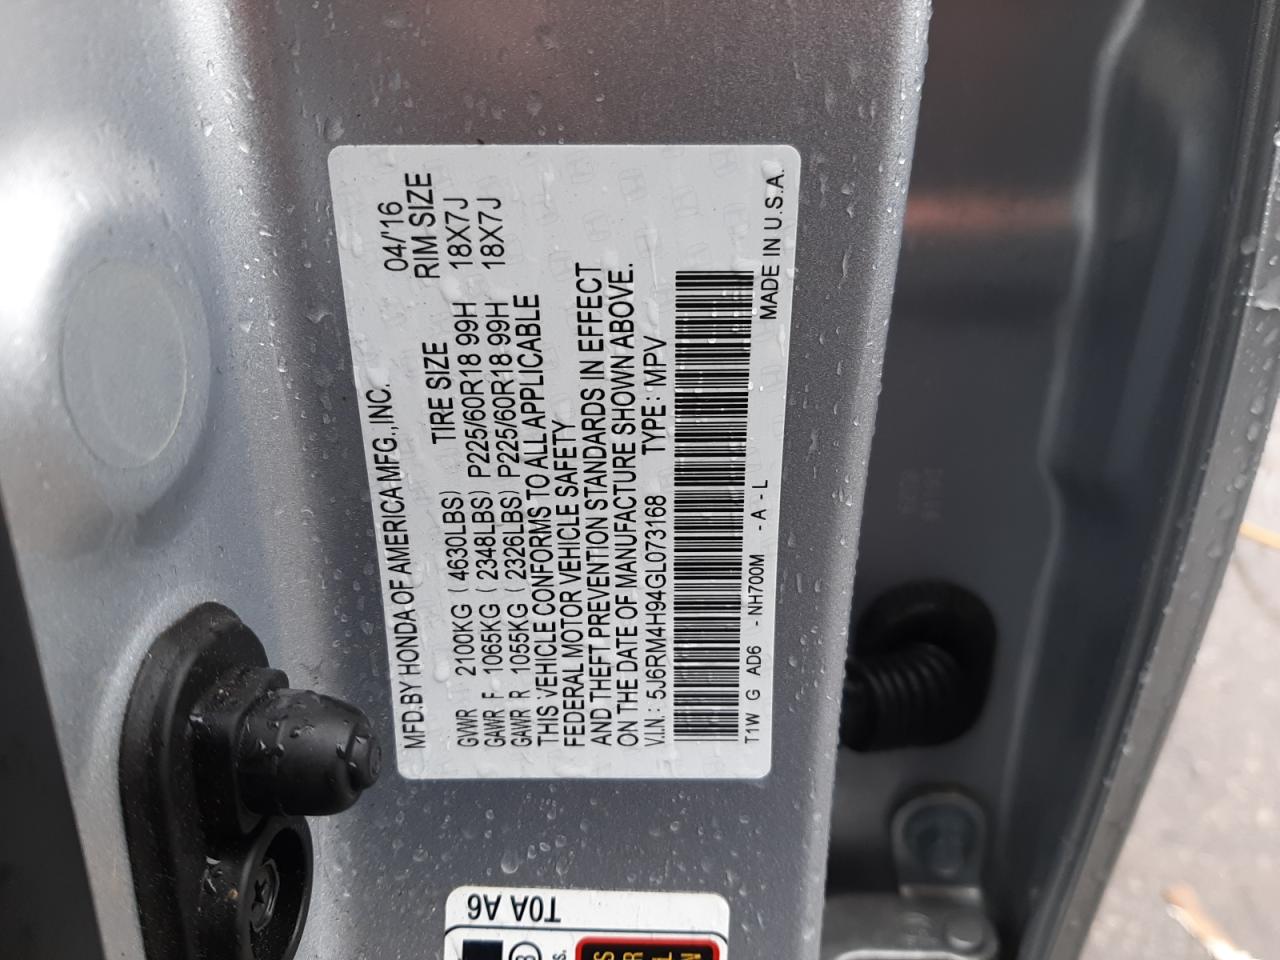 MFD. BY HONDA OF AMERICA MFG., INC. 04/'16
TIRE SIZE RIM SIZE
GVWR 2100KG ( 4630LBS)
GAWR F 1065KG ( 2348LBS) P225/60R18 99H 18X7J
GAWR R 1055KG ( 2326LBS) P225/60R18 99H 18X7J
THIS VEHICLE CONFORMS TO ALL APPLICABLE
FEDERAL MOTOR VEHICLE SAFETY
AND THEFT PREVENTION STANDARDS IN EFFECT
ON THE DATE OF MANUFACTURE SHOWN ABOVE.
V.I.N. : 5J6RM4H94GL073168 TYPE : MPV
T1W G AD6 - NH700M - A - L
MADE IN U.S.A.
T0A A6